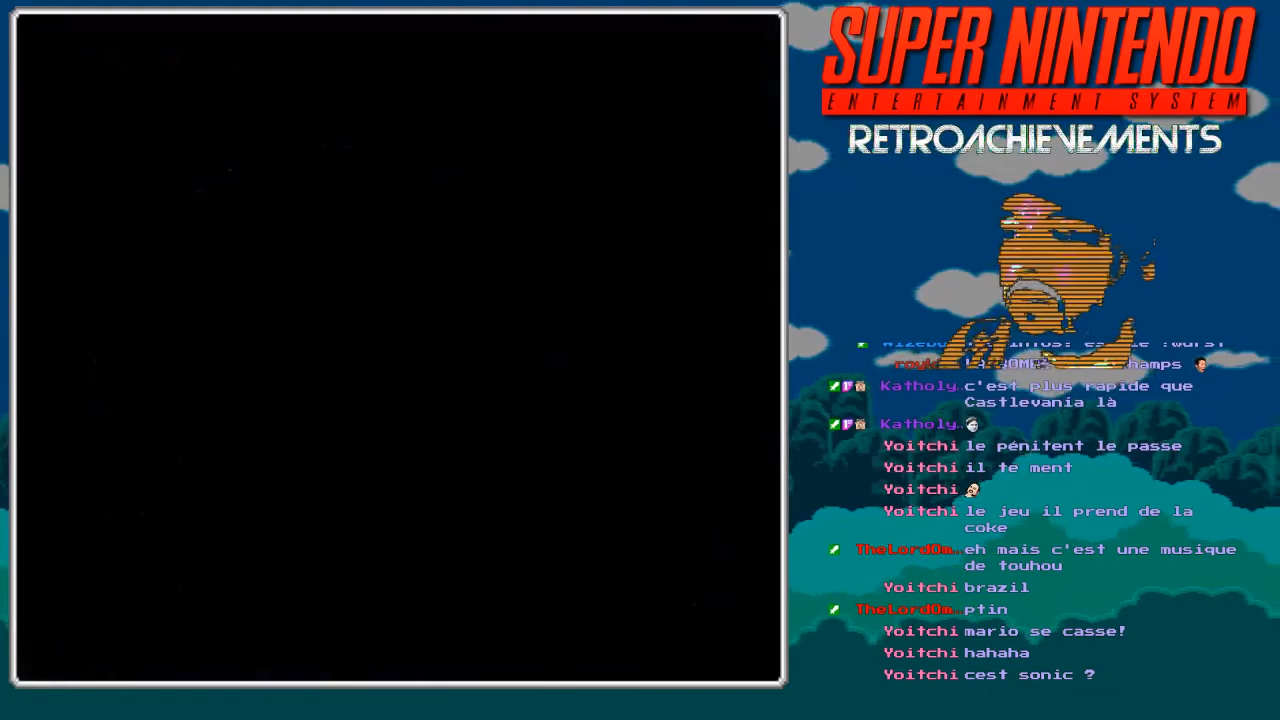 SUPER NINTENDO
ENTERTAINMENT SYSTEM
RETROACHIEVEMENTS
Katholy.. c'est plus rapide que
Castlevania là
Katholy..
Yoitchi le pénitent le passe
Yoitchi il te ment
Yoitchi
Yoitchi le jeu il prend de la
coke
TheLordOm.. eh mais c'est une musique
de touhou
Yoitchi brazil
TheLordOm.. ptin
Yoitchi mario se casse!
Yoitchi hahaha
Yoitchi cest sonic ?